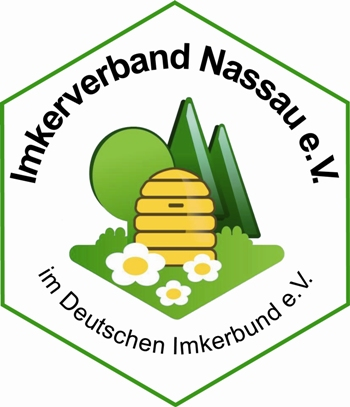 Imkerverband Nassau e.V.
im Deutschen Imkerbund e.V.